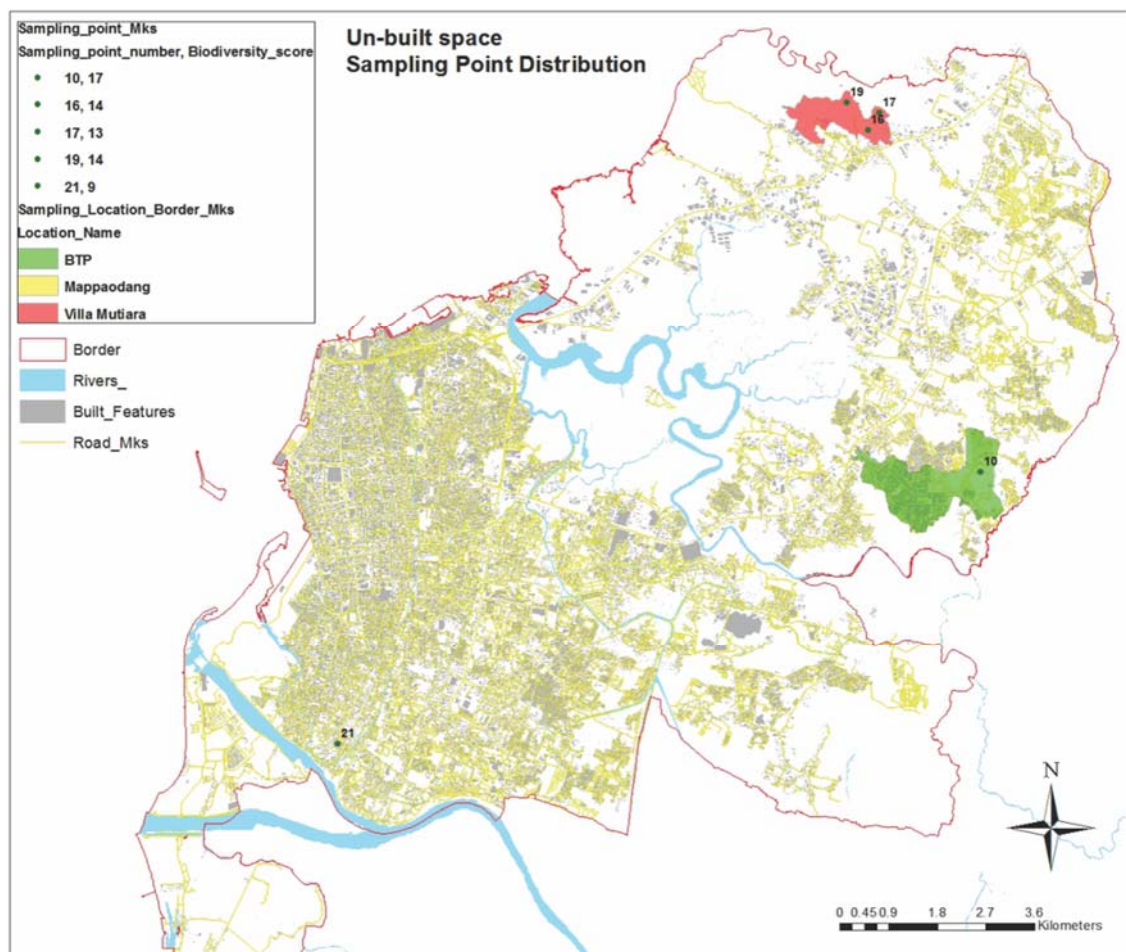 Sampling_point_Mks
Sampling_point_number, Biodiversity_score
10, 17
16, 14
17, 13
19, 14
21, 9
Sampling_Location_Border_Mks
Location_Name
BTP
Mappaodang
Villa Mutiara
Border
Rivers_
Built_Features
Road_Mks
Un-built space
Sampling Point Distribution
19
17
16
10
21
N
0 0.450.9 1.8 2.7 3.6
Kilometers